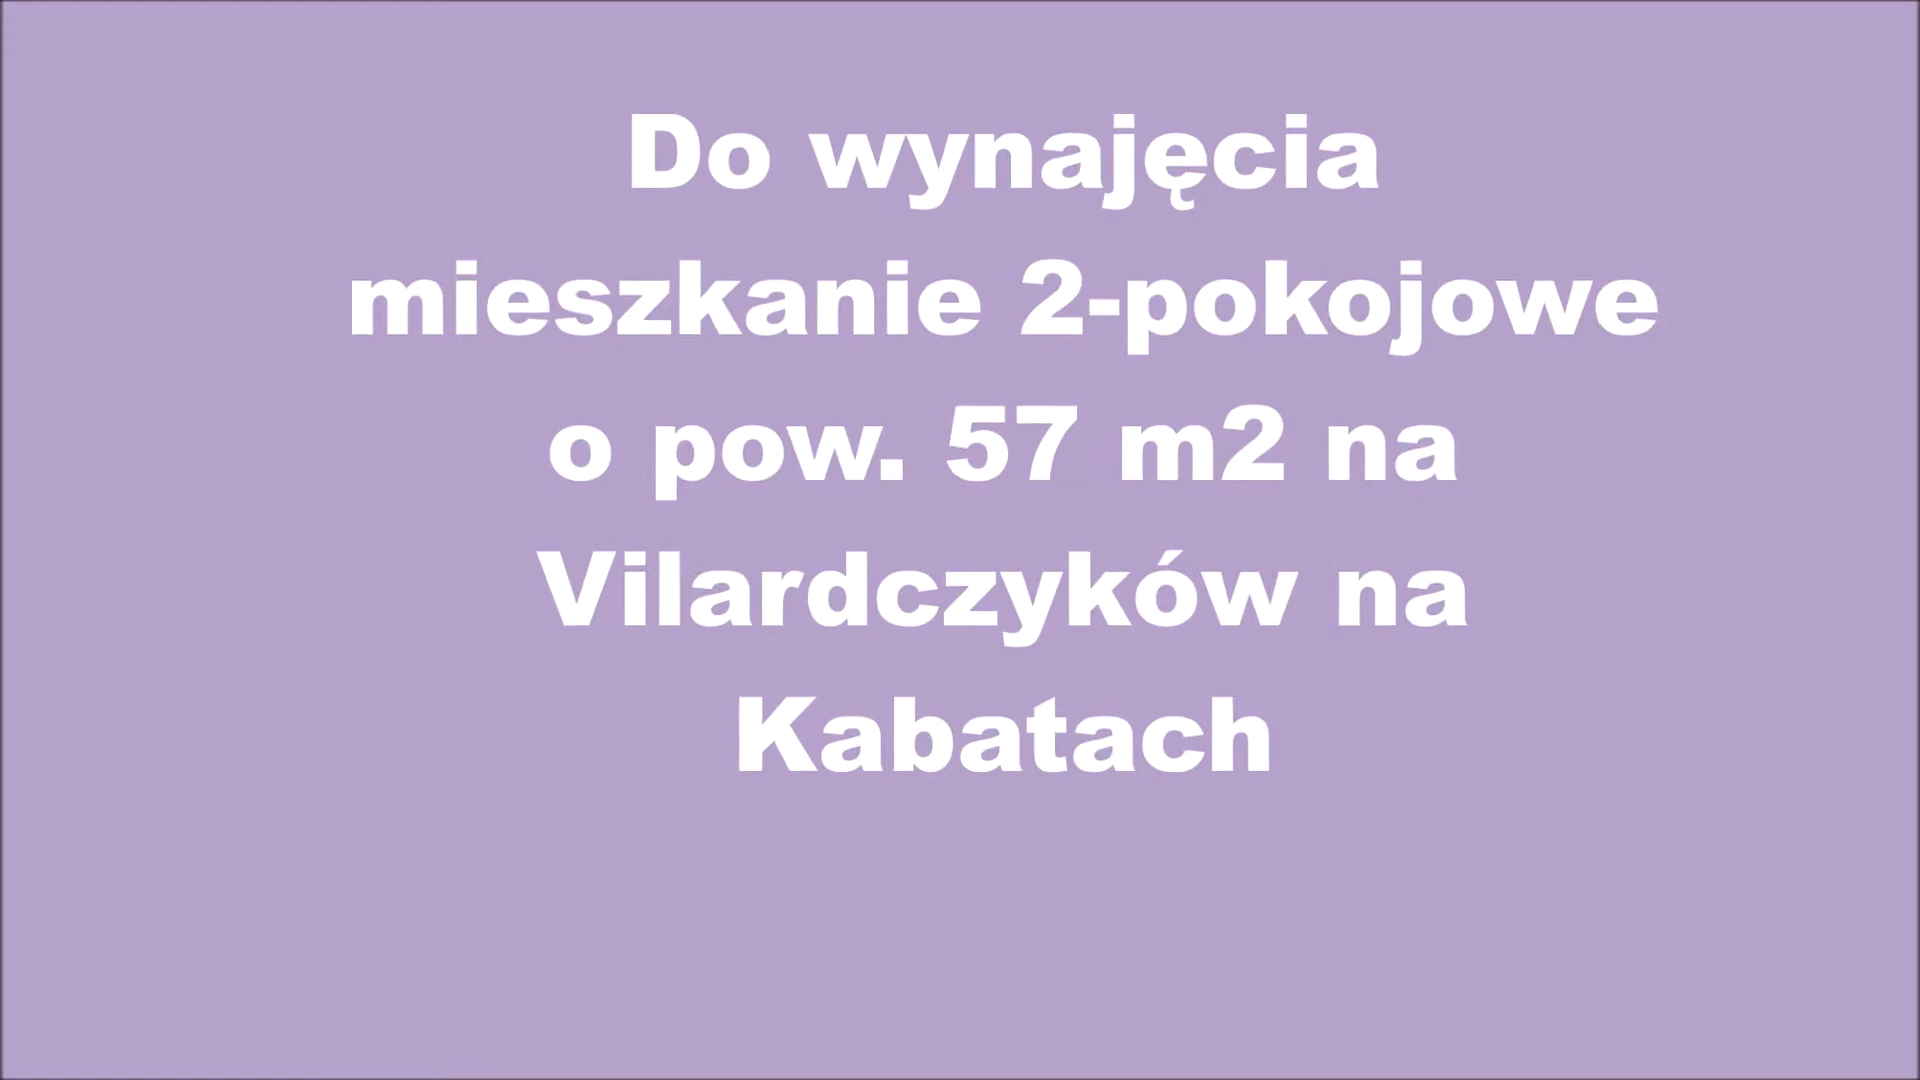 Do wynajęcia
mieszkanie 2-pokojowe
o pow. 57 m2 na
Vilardczyków na
Kabatach